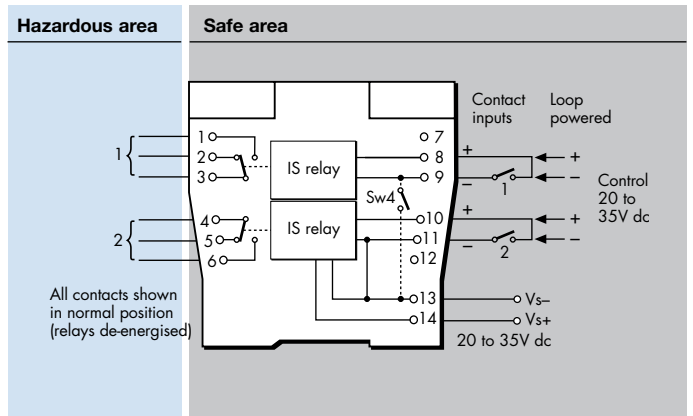 Hazardous area
Safe area
Contact
inputs
Loop
powered
1
1
2
3
IS relay
7
8
9
+
–
1
+
–
Sw4
Control
20 to
35V dc
2
4
5
6
IS relay
10
11
12
+
–
2
+
–
All contacts shown
in normal position
(relays de-energised)
13
14
Vs–
Vs+
20 to 35V dc